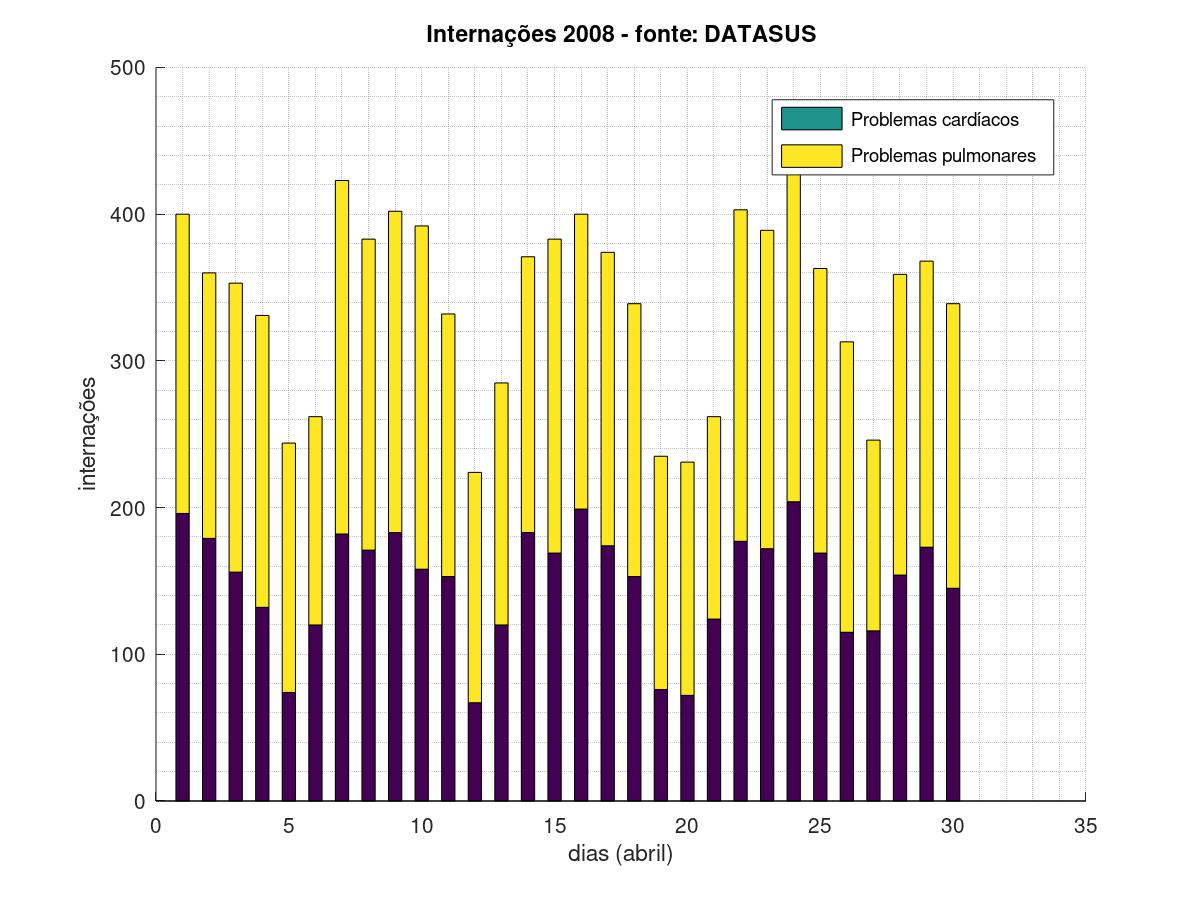 Internações 2008 - fonte: DATASUS
500
400
300
200
100
0
internações
Problemas cardíacos
Problemas pulmonares
0 5 10 15 20 25 30 35
dias (abril)